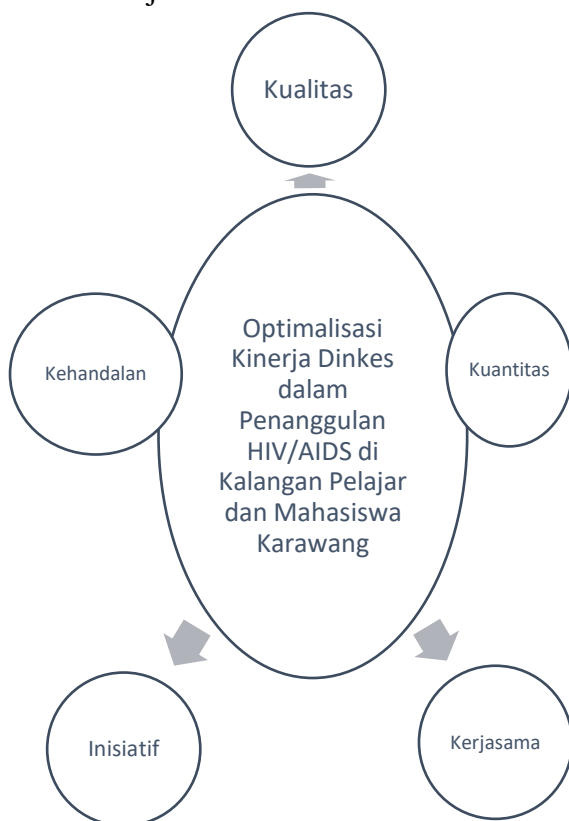 Kualitas
Optimalisasi
Kinerja Dinkes
dalam
Penanggulan
HIV/AIDS di
Kalangan Pelajar
dan Mahasiswa
Karawang
Kehandalan
Kuantitas
Inisiatif
Kerjasama